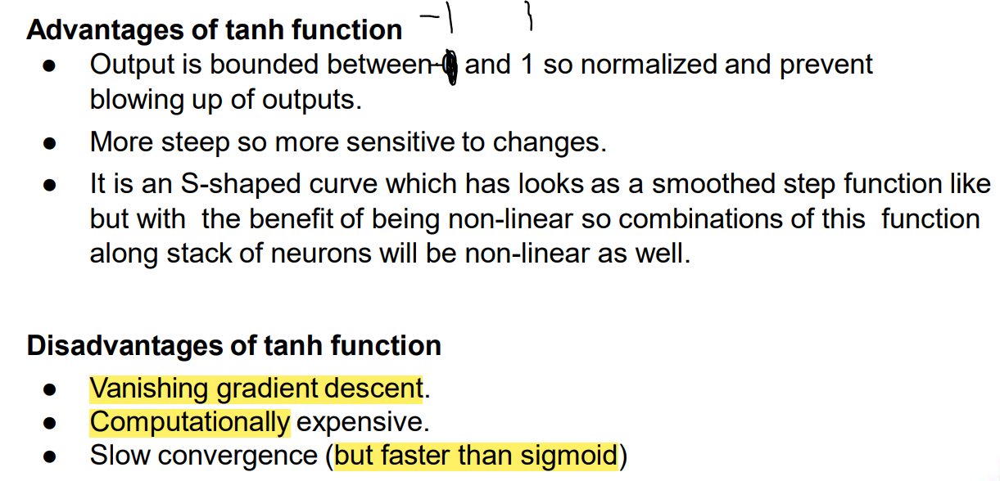 Advantages of tanh function -1 1
● Output is bounded between and 1 so normalized and prevent
blowing up of outputs.
● More steep so more sensitive to changes.
● It is an S-shaped curve which has looks as a smoothed step function like
but with the benefit of being non-linear so combinations of this function
along stack of neurons will be non-linear as well.
Disadvantages of tanh function
● Vanishing gradient descent.
● Computationally expensive.
● Slow convergence (but faster than sigmoid)